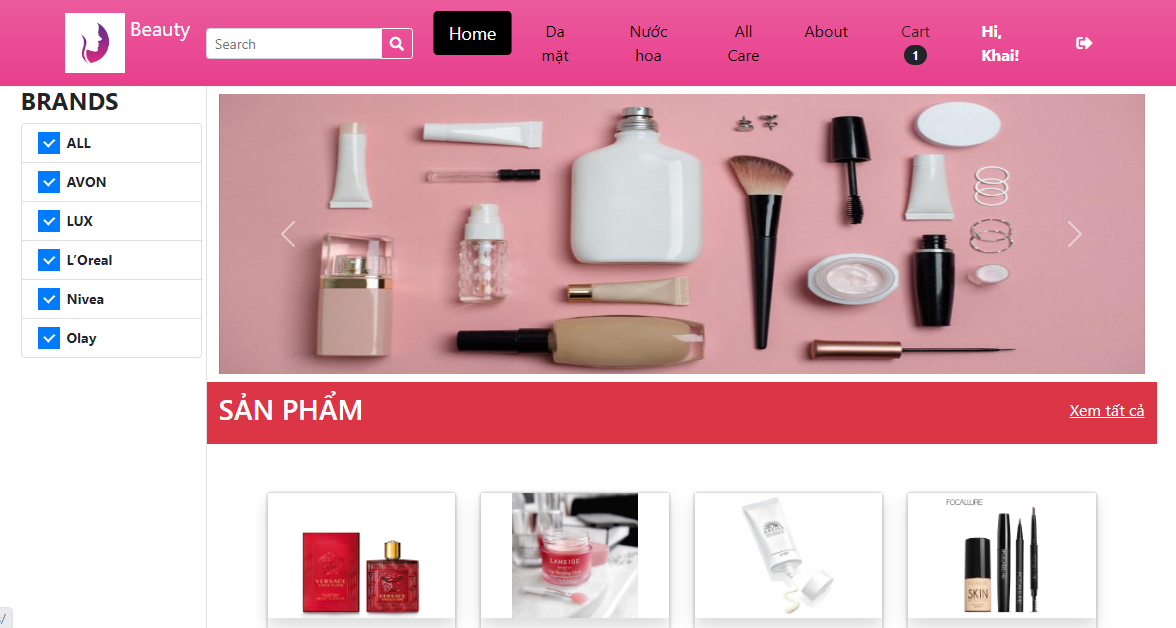 Beauty
Search
Home
Da
mặt
Nước
hoa
All
Care
About
Cart
1
Hi,
Khai!
BRANDS
ALL
AVON
LUX
L'Oreal
Nivea
Olay
SẢN PHẨM
Xem tất cả
VERSACE
VERSACE
LANEIGE
FOCALLURE
SKIN